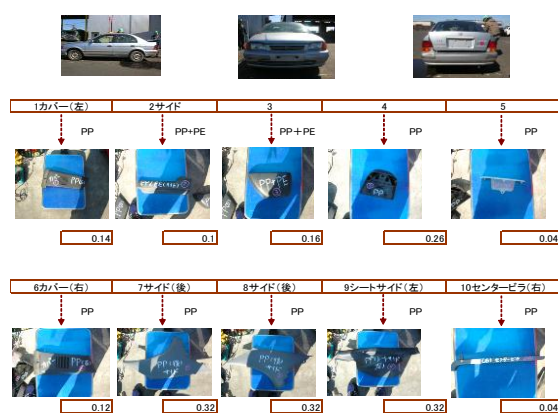 1カバー(左) 2サイド 3 4 5
PP PP+PE PP+PE PP PP
PP+PE
PP
0.14 0.1 0.16 0.26 0.04
6カバー(右) 7サイド(後) 8サイド(後) 9シートサイド(左) 10センターピラ(右)
PP PP PP PP PP
0.12 0.32 0.32 0.32 0.04